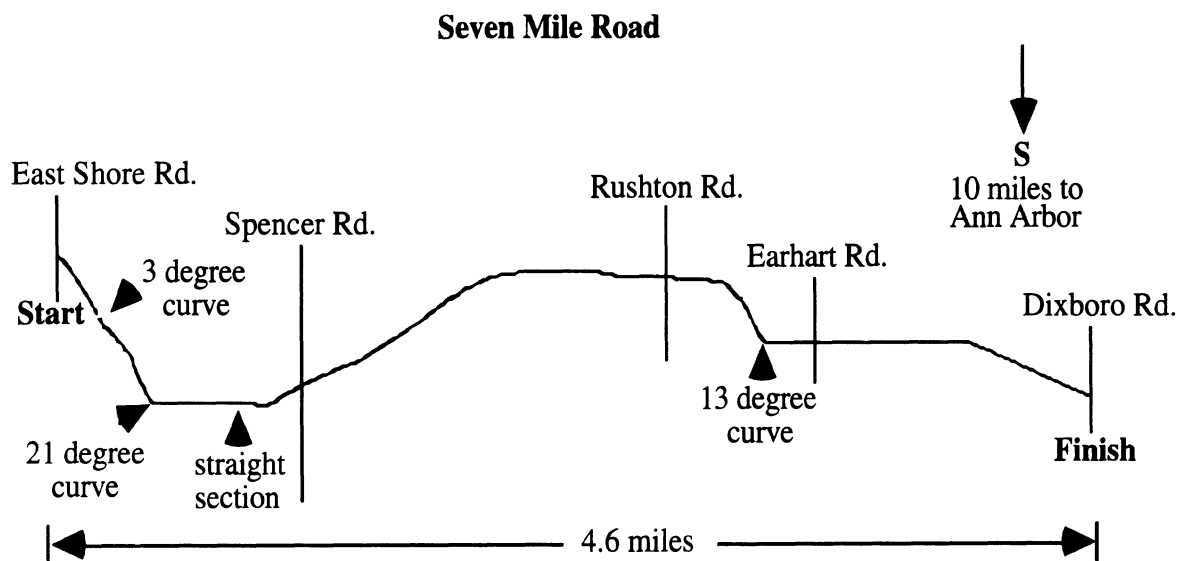 Seven Mile Road
S
10 miles to
Ann Arbor
East Shore Rd.
Spencer Rd.
Rushton Rd.
Earhart Rd.
Dixboro Rd.
3 degree
curve
Start
13 degree
curve
21 degree
curve
straight
section
Finish
4.6 miles